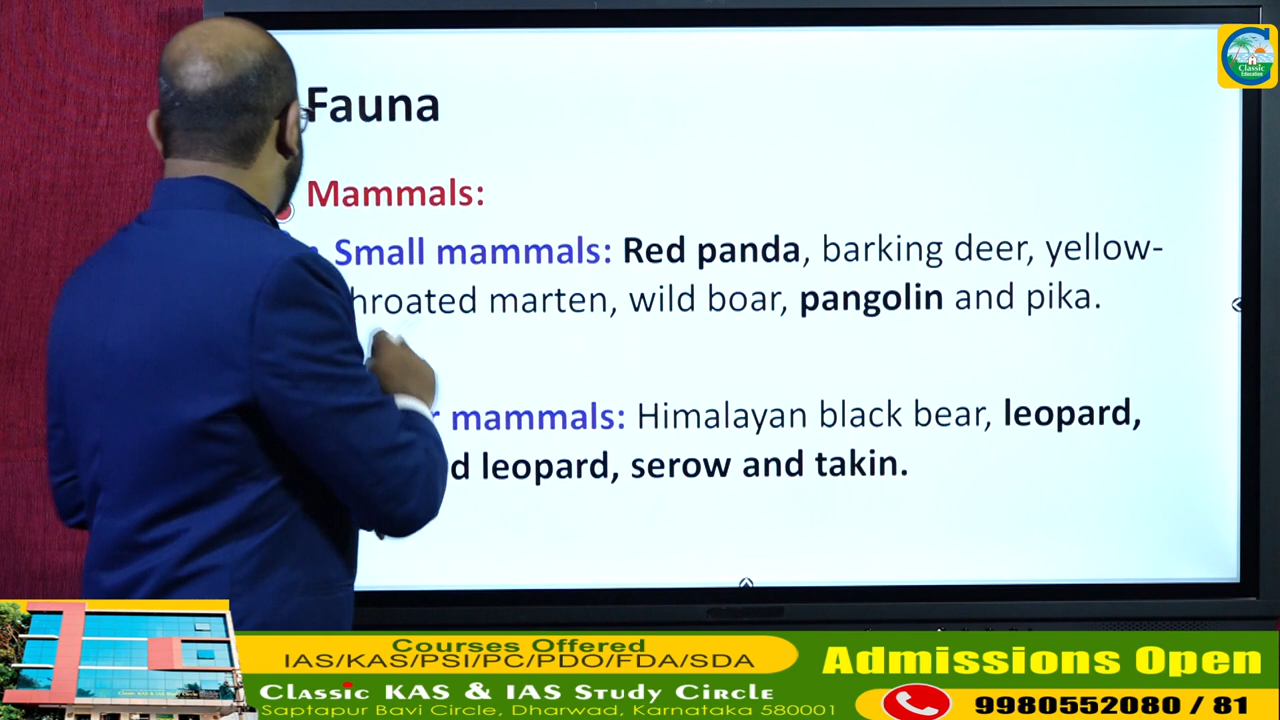 Classic
Education
Fauna
Mammals:
Small mammals: Red panda, barking deer, yellow-
hroated marten, wild boar, pangolin and pika.
r mammals: Himalayan black bear, leopard,
d leopard, serow and takin.
Courses Offered
IAS/KAS/PSI/PC/PDO/FDA/SDA
Admissions Open
Classic KAS & IAS Study Circle
Saptapur Bavi Circle, Dharwad, Karnataka 580001
9980552080 / 81